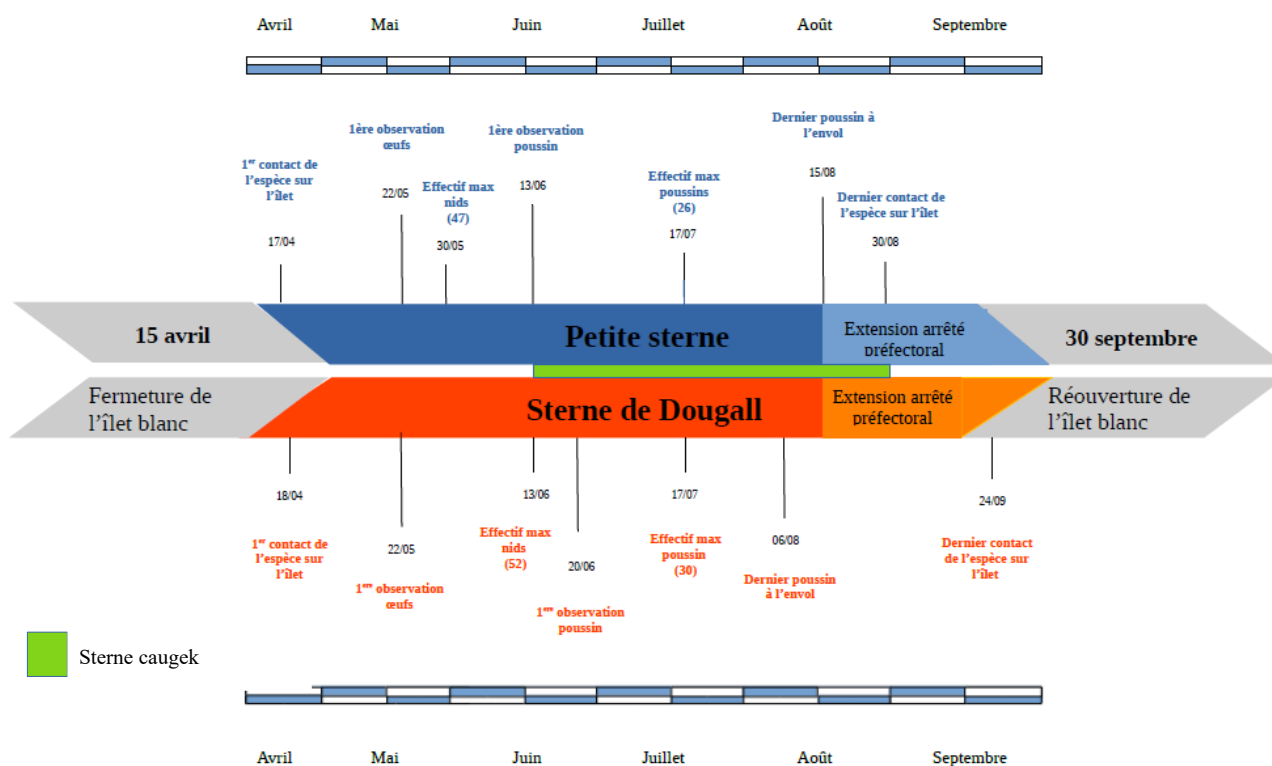 Avril Mai Juin Juillet Août Septembre
Dernier poussin à
l'envol
1ère observation
œufs
1ère observation
poussin
1er contact de
l'espèce sur
l'îlet
Effectif max
nids
(47)
Effectif max
poussins
(26)
Dernier contact de
l'espèce sur l'îlet
17/04
22/05
30/05
13/06
17/07
15/08
30/08
15 avril
Petite sterne
Extension arrêté
préfectoral
30 septembre
Fermeture de
l'îlet blanc
Sterne de Dougall
Extension arrêté
préfectoral
Réouverture de
l'îlet blanc
18/04
1er contact de
l'espèce sur
l'îlet
22/05
1ère observation
œufs
13/06
Effectif max
nids
(52)
20/06
1ère observation
poussin
17/07
Effectif max
poussin
(30)
06/08
Dernier poussin
à l'envol
24/09
Dernier contact
de l'espèce sur
l'îlet
Sterne caugek
Avril Mai Juin Juillet Août Septembre